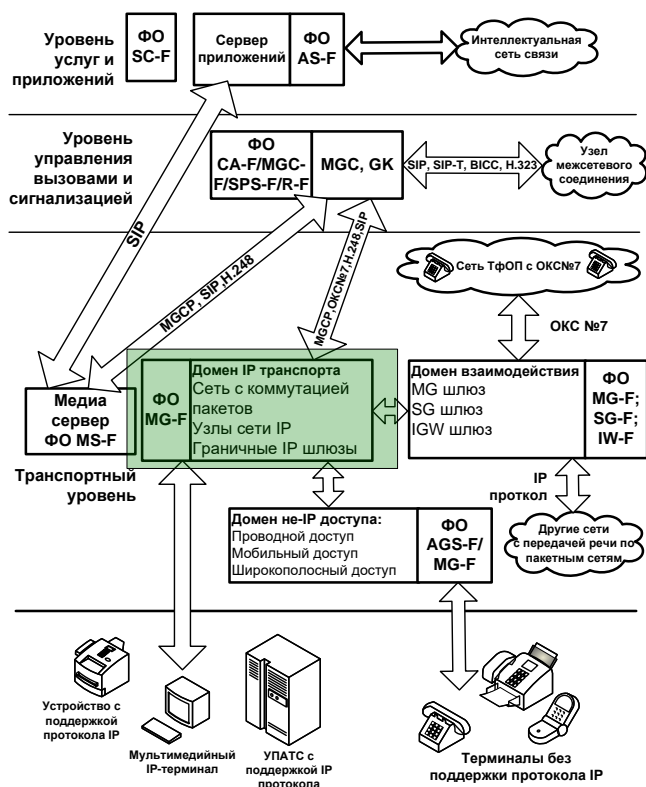 Уровень
услуг и
приложений
ФО
SC-F
Сервер
приложений
ФО
AS-F
Интеллектуальная
сеть связи
Уровень
управления
вызовами и
сигнализацией
ФО
CA-F/MGC-
F/SPS-F/R-F
MGC, GK
SIP, SIP-T, BICC, H.323
Узел
межсетевого
соединения
SIP
MGCP, SIP,H.248
MGCP,ОКС№7,H.248,SIP
Сеть ТфОП с ОКС№7
ОКС №7
Медиа
сервер
ФО MS-F
Транспортный
уровень
ФО
MG-F
Домен IP транспорта
Сеть с коммутацией
пакетов
Узлы сети IP
Граничные IP шлюзы
Домен взаимодействия
MG шлюз
SG шлюз
IGW шлюз
ФО
MG-F;
SG-F;
IW-F
IP
проткол
Домен не-IP доступа:
Проводной доступ
Мобильный доступ
Широкополосный доступ
ФО
AGS-F/
MG-F
Другие сети
с передачей речи по
пакетным сетям
Устройство с
поддержкой
протокола IP
Мультимедийный
IP-терминал
УПАТС с
поддержкой IP
протокола
Терминалы без
поддержки протокола IP